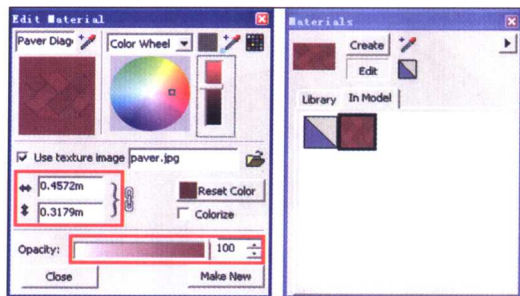 Edit Material
Paver Diag
Color Wheel
Use texture image
paver.jpg
0.4572m
0.3179m
Reset Color
Colorize
Opacity:
100
Close
Make New
Materials
Create
Edit
Library
In Model